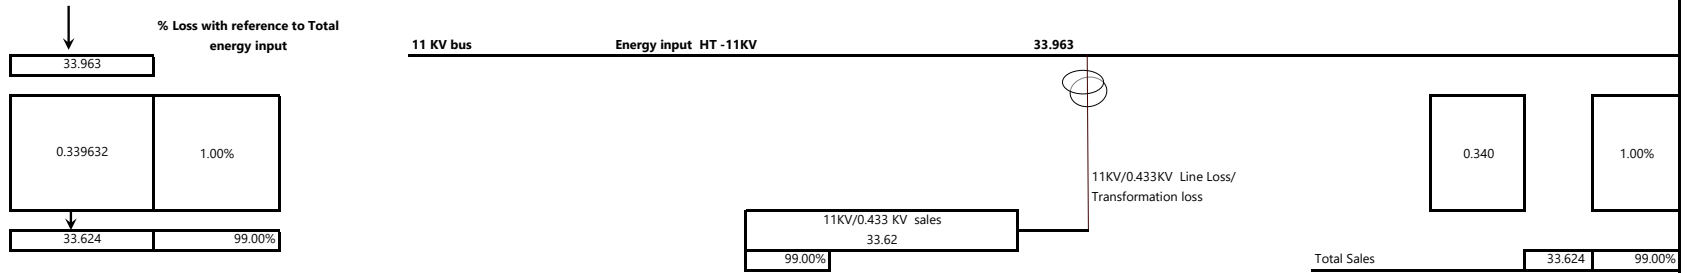 % Loss with reference to Total
energy input
11 KV bus
Energy input  HT -11KV
33.963
33.963
0.339632
1.00%
0.340
1.00%
11KV/0.433KV  Line Loss/
Transformation loss
11KV/0.433 KV  sales
33.62
33.624
99.00%
99.00%
Total Sales
33.624
99.00%